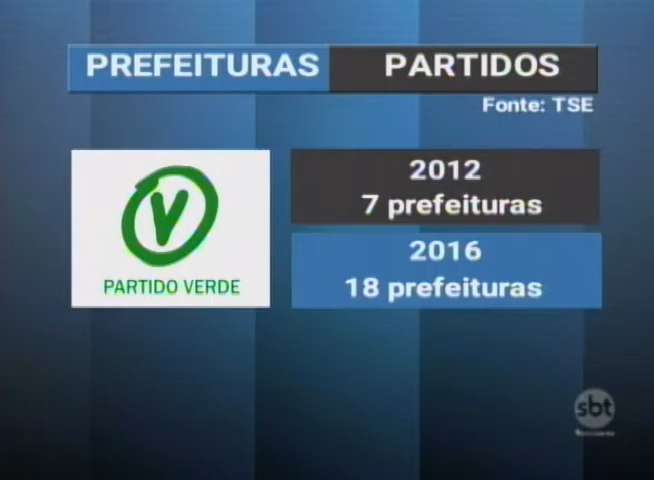 PREFEITURAS PARTIDOS
Fonte: TSE
V
PARTIDO VERDE
2012
7 prefeituras
2016
18 prefeituras
sbt